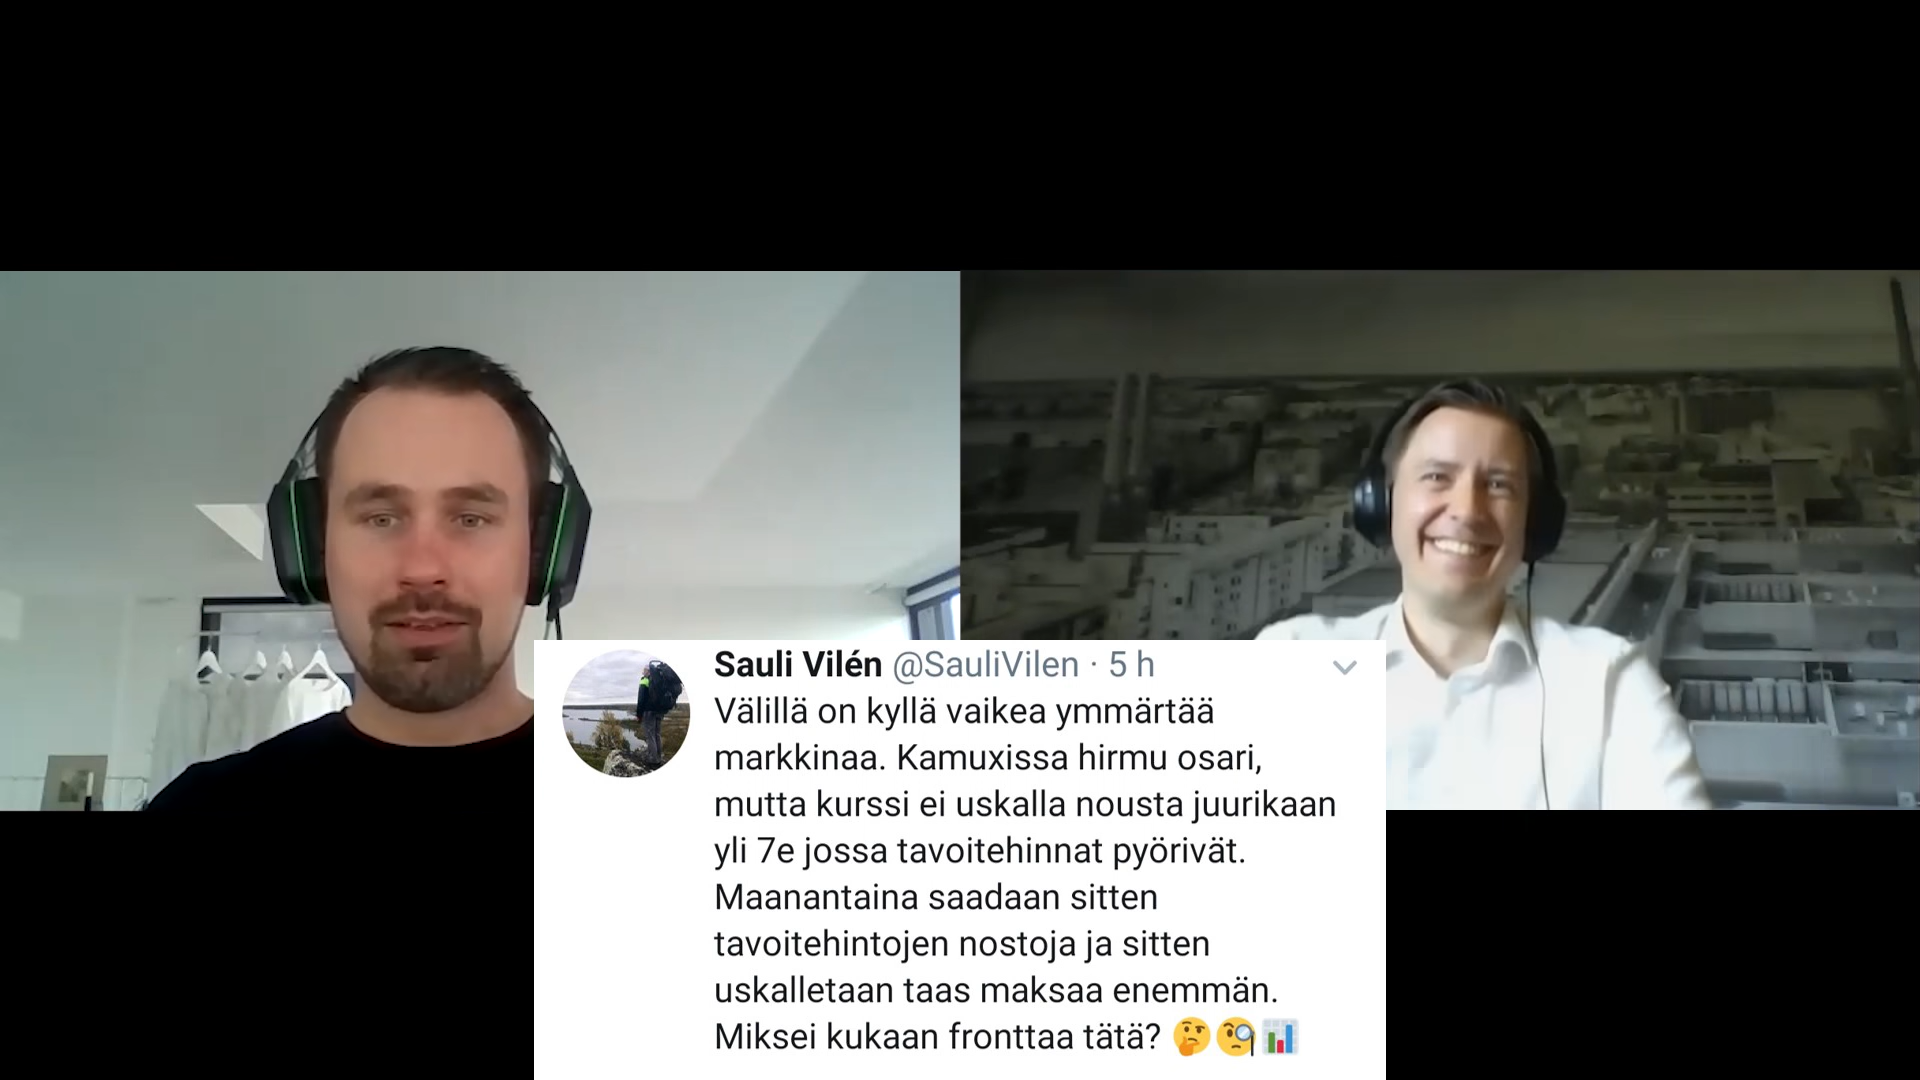 Sauli Vilén @SauliVilen · 5 h
Välillä on kyllä vaikea ymmärtää
markkinaa. Kamuxissa hirmu osari,
mutta kurssi ei uskalla nousta juurikaan
yli 7e jossa tavoitehinnat pyörivät.
Maanantaina saadaan sitten
tavoitehintojen nostoja ja sitten
uskalletaan taas maksaa enemmän.
Miksei kukaan fronttaa tätä? 🤔🧐📊